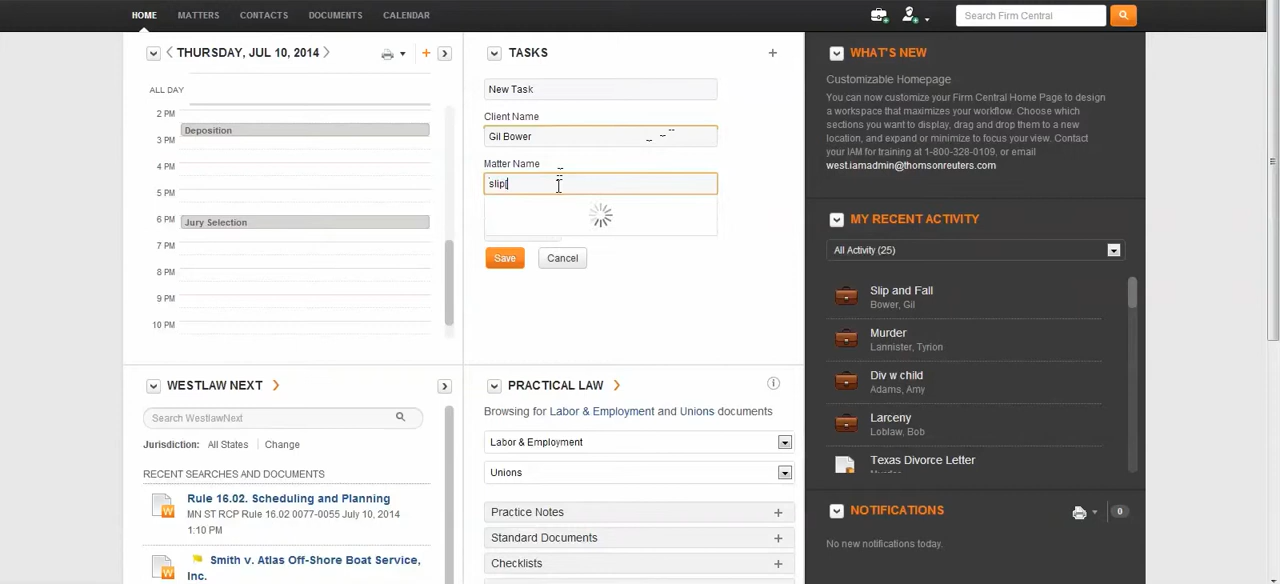 HOME MATTERS CONTACTS DOCUMENTS CALENDAR
Search Firm Central
THURSDAY, JUL 10, 2014
ALL DAY
2 PM
Deposition
3 PM
4 PM
5 PM
6 PM
Jury Selection
7 PM
8 PM
9 PM
10 PM
TASKS
New Task
Client Name
Gil Bower
Matter Name
slip
Save Cancel
WHAT'S NEW
Customizable Homepage
You can now customize your Firm Central Home Page to design
a workspace that maximizes your workflow. Choose which
sections you want to display, drag and drop them to a new
location, and expand or minimize to focus your view. Contact
your IAM for training at 1-800-328-0109, or email
west.iamadmin@thomsonreuters.com
MY RECENT ACTIVITY
All Activity (25)
Slip and Fall
Bower, Gil
Murder
Lannister, Tyrion
Div w child
Adams, Amy
Larceny
Loblaw, Bob
Texas Divorce Letter
WESTLAW NEXT
Search WestlawNext
Jurisdiction: All States Change
RECENT SEARCHES AND DOCUMENTS
Rule 16.02. Scheduling and Planning
MN ST RCP Rule 16.02 0077-0055 July 10, 2014
1:10 PM
Smith v. Atlas Off-Shore Boat Service,
Inc.
PRACTICAL LAW
Browsing for Labor & Employment and Unions documents
Labor & Employment
Unions
Practice Notes
Standard Documents
Checklists
NOTIFICATIONS
0
No new notifications today.